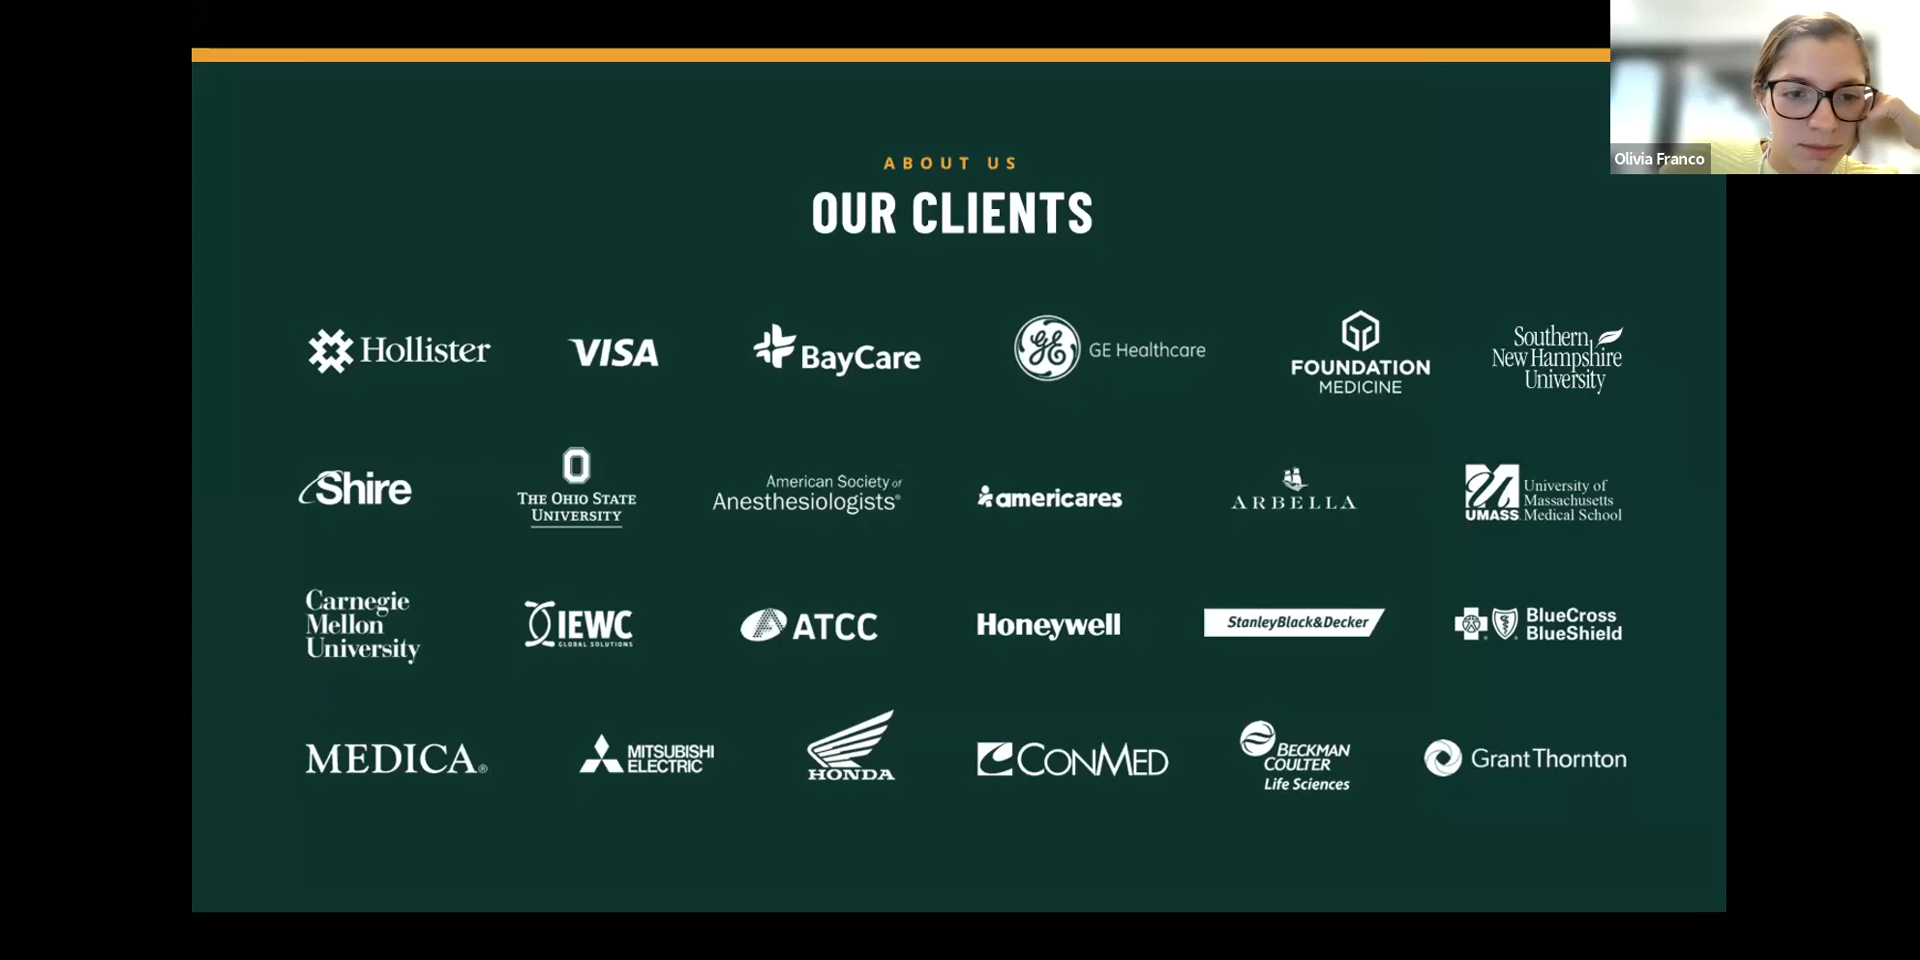 Olivia Franco
ABOUT US
OUR CLIENTS
Hollister
VISA
BayCare
GE
GE Healthcare
FOUNDATION
MEDICINE
Southern
New Hampshire
University
Shire
O
THE OHIO STATE
UNIVERSITY
American Society of
Anesthesiologists®
americares
ARBELLA
UMASS
University of
Massachusetts
Medical School
Carnegie
Mellon
University
IEWC
GLOBAL SOLUTIONS
ATCC
Honeywell
StanleyBlack&Decker
BlueCross
BlueShield
MEDICA®
MITSUBISHI
ELECTRIC
HONDA
CONMED
BECKMAN
COULTER
Life Sciences
GrantThornton